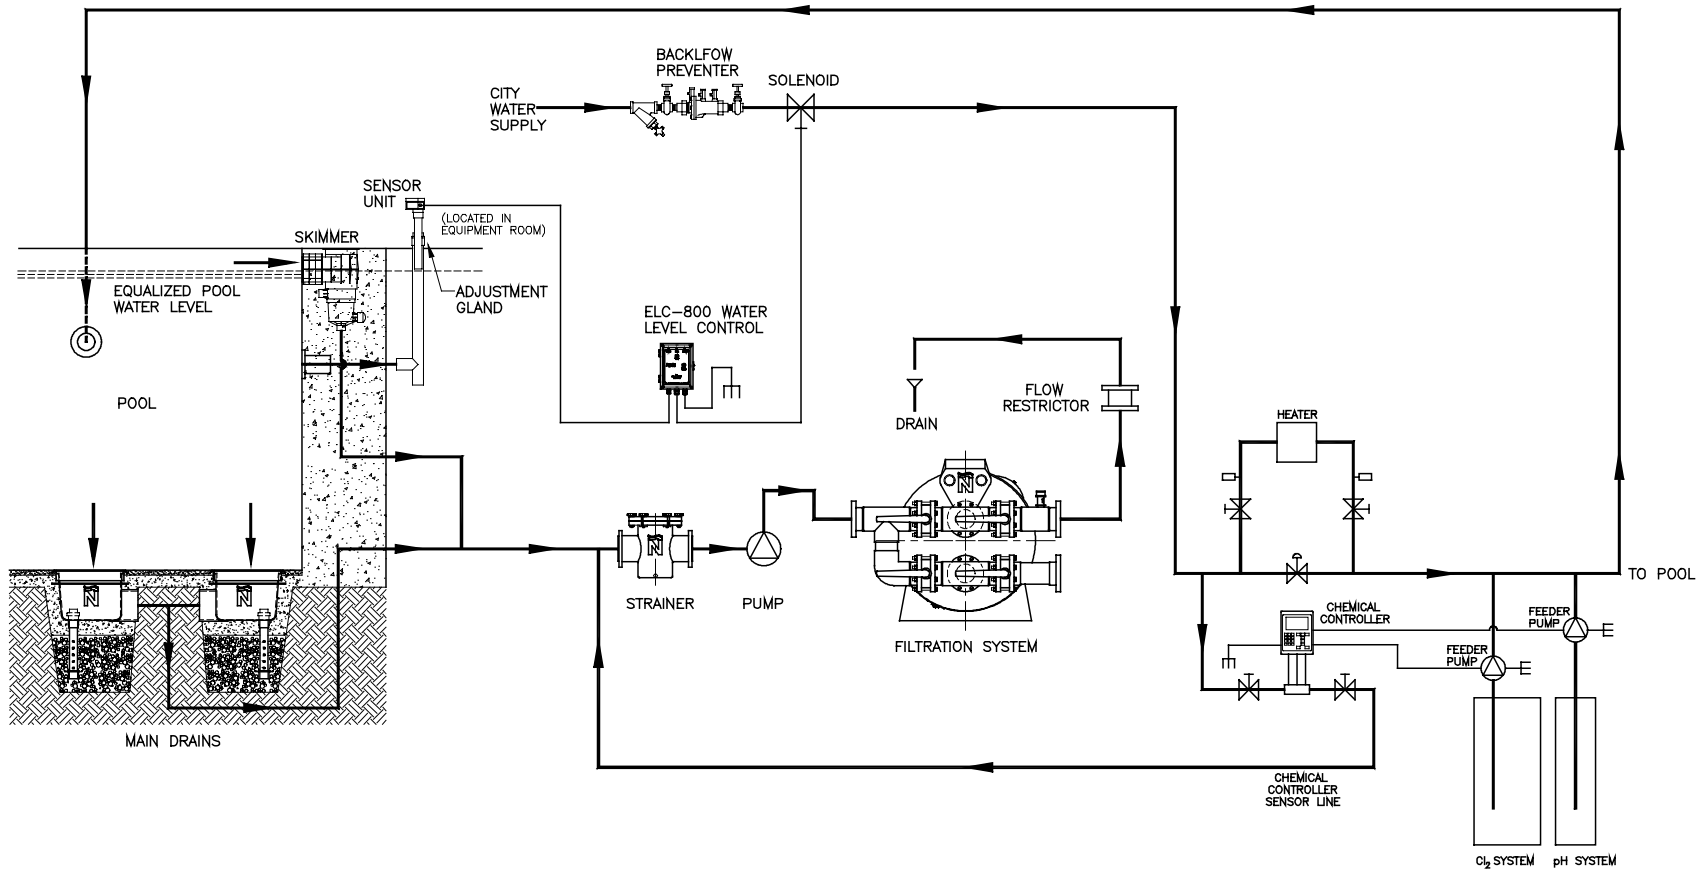 BACKLFOW
PREVENTER
SOLENOID
CITY
WATER
SUPPLY
SENSOR
UNIT
(LOCATED IN
EQUIPMENT ROOM)
SKIMMER
EQUALIZED POOL
WATER LEVEL
ADJUSTMENT
GLAND
ELC-800 WATER
LEVEL CONTROL
POOL
FLOW
RESTRICTOR
DRAIN
HEATER
N
N
N
N
STRAINER
PUMP
FILTRATION SYSTEM
TO POOL
CHEMICAL
CONTROLLER
FEEDER
PUMP
FEEDER
PUMP
MAIN DRAINS
CHEMICAL
CONTROLLER
SENSOR LINE
Cl₂ SYSTEM
pH SYSTEM